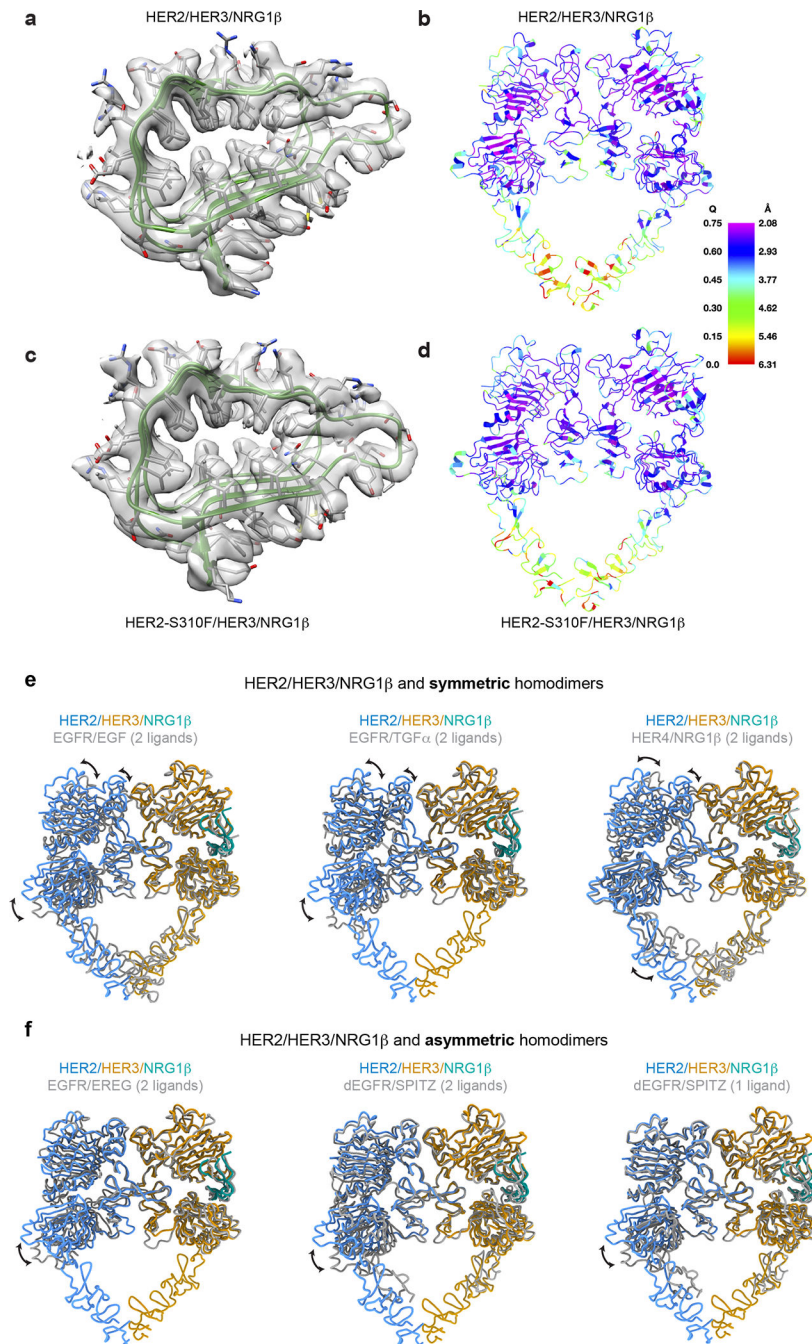 a
HER2/HER3/NRG1β
b
HER2/HER3/NRG1β
Q
Å
0.75
2.08
0.60
2.93
0.45
3.77
0.30
4.62
0.15
5.46
0.0
6.31
c
HER2-S310F/HER3/NRG1β
d
HER2-S310F/HER3/NRG1β
e
HER2/HER3/NRG1β and symmetric homodimers
HER2/HER3/NRG1β
EGFR/EGF (2 ligands)
HER2/HER3/NRG1β
EGFR/TGFα (2 ligands)
HER2/HER3/NRG1β
HER4/NRG1β (2 ligands)
f
HER2/HER3/NRG1β and asymmetric homodimers
HER2/HER3/NRG1β
EGFR/EREG (2 ligands)
HER2/HER3/NRG1β
dEGFR/SPITZ (2 ligands)
HER2/HER3/NRG1β
dEGFR/SPITZ (1 ligand)